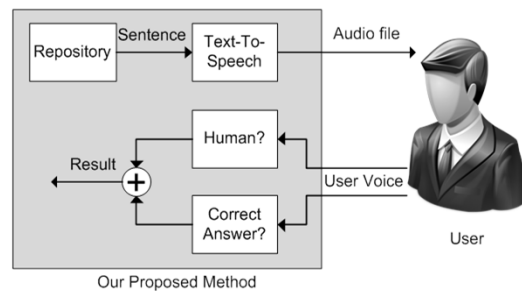 Repository
Sentence
Text-To-
Speech
Audio file
Human?
Result
+
User Voice
Correct
Answer?
User
Our Proposed Method